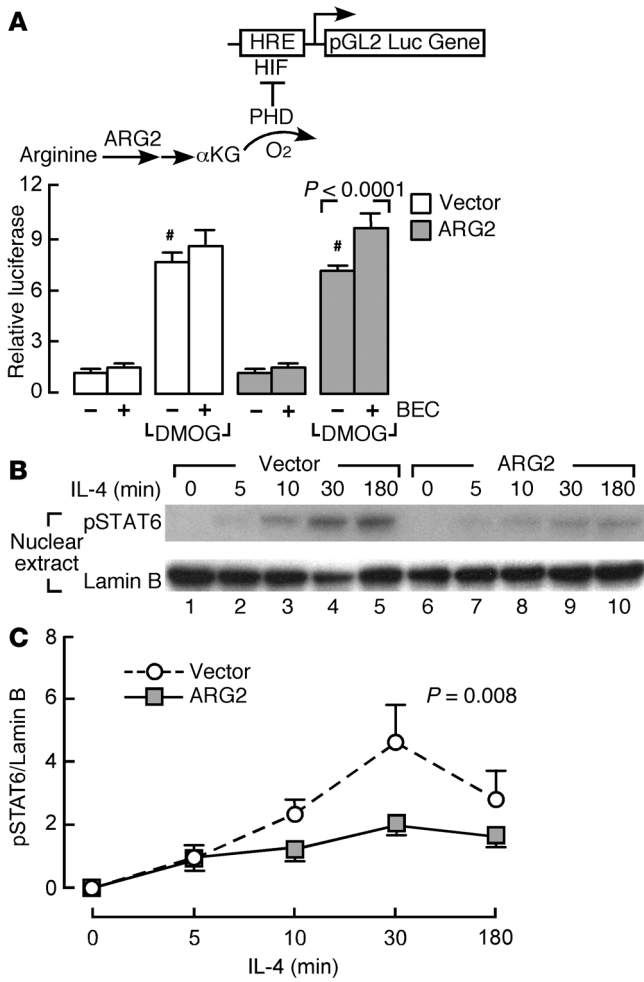 A
HRE pGL2 Luc Gene
HIF
PHD
Arginine ARG2 αKG O2
12
9
6
3
0
Relative luciferase
# # P < 0.0001
Vector
ARG2
– + – + – + – + BEC
DMOG DMOG
B
Vector ARG2
IL-4 (min) 0 5 10 30 180 0 5 10 30 180
pSTAT6
Nuclear
extract
Lamin B
1 2 3 4 5 6 7 8 9 10
C
8
6
4
2
0
pSTAT6/Lamin B
Vector
ARG2
P = 0.008
0 5 10 30 180
IL-4 (min)